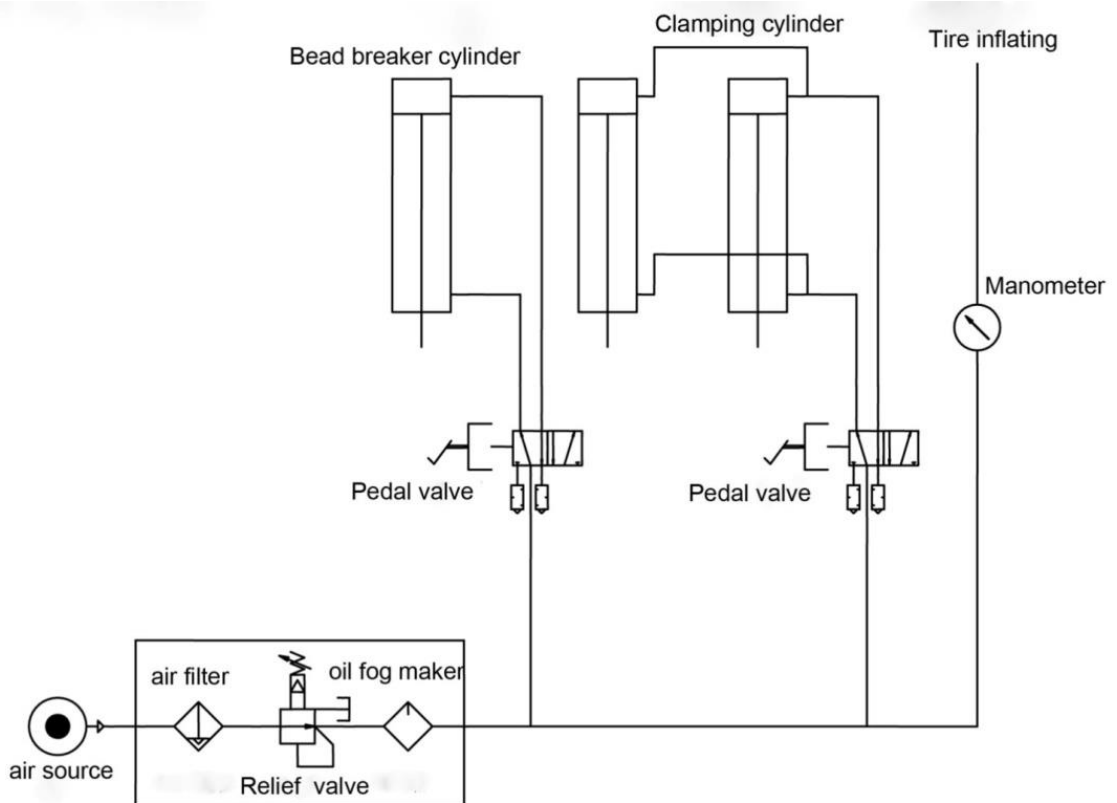 Clamping cylinder
Tire inflating
Bead breaker cylinder
Manometer
Pedal valve
Pedal valve
air filter
oil fog maker
air source
Relief valve